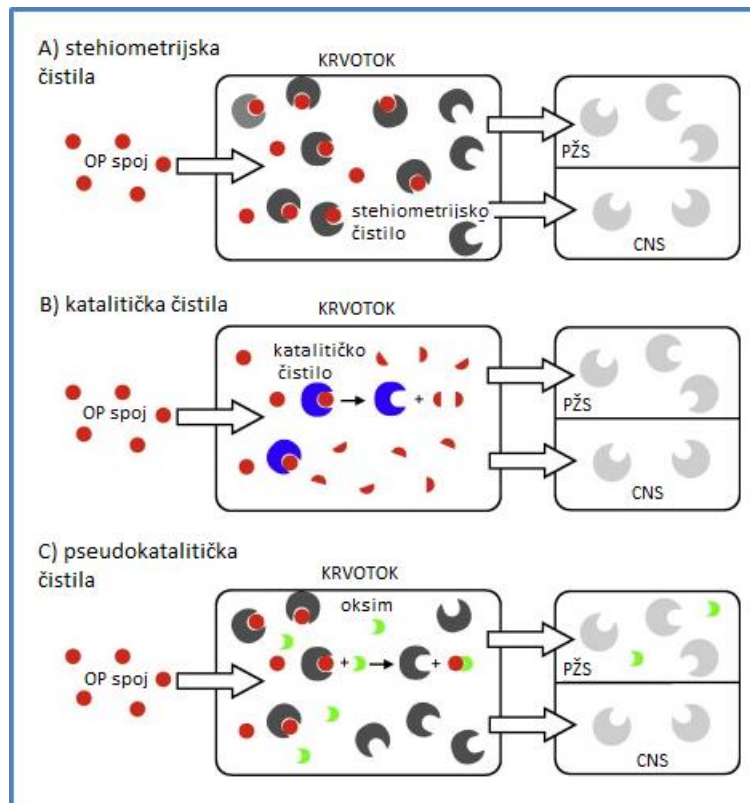 A) stehiometrijska
čistila
KRVOTOK
OP spoj
stehiometrijsko
čistilo
PŽS
CNS
B) katalitička čistila
KRVOTOK
katalitičko
čistilo
+
OP spoj
PŽS
CNS
C) pseudokatalitička
čistila
KRVOTOK
oksim
+ +
OP spoj
PŽS
CNS